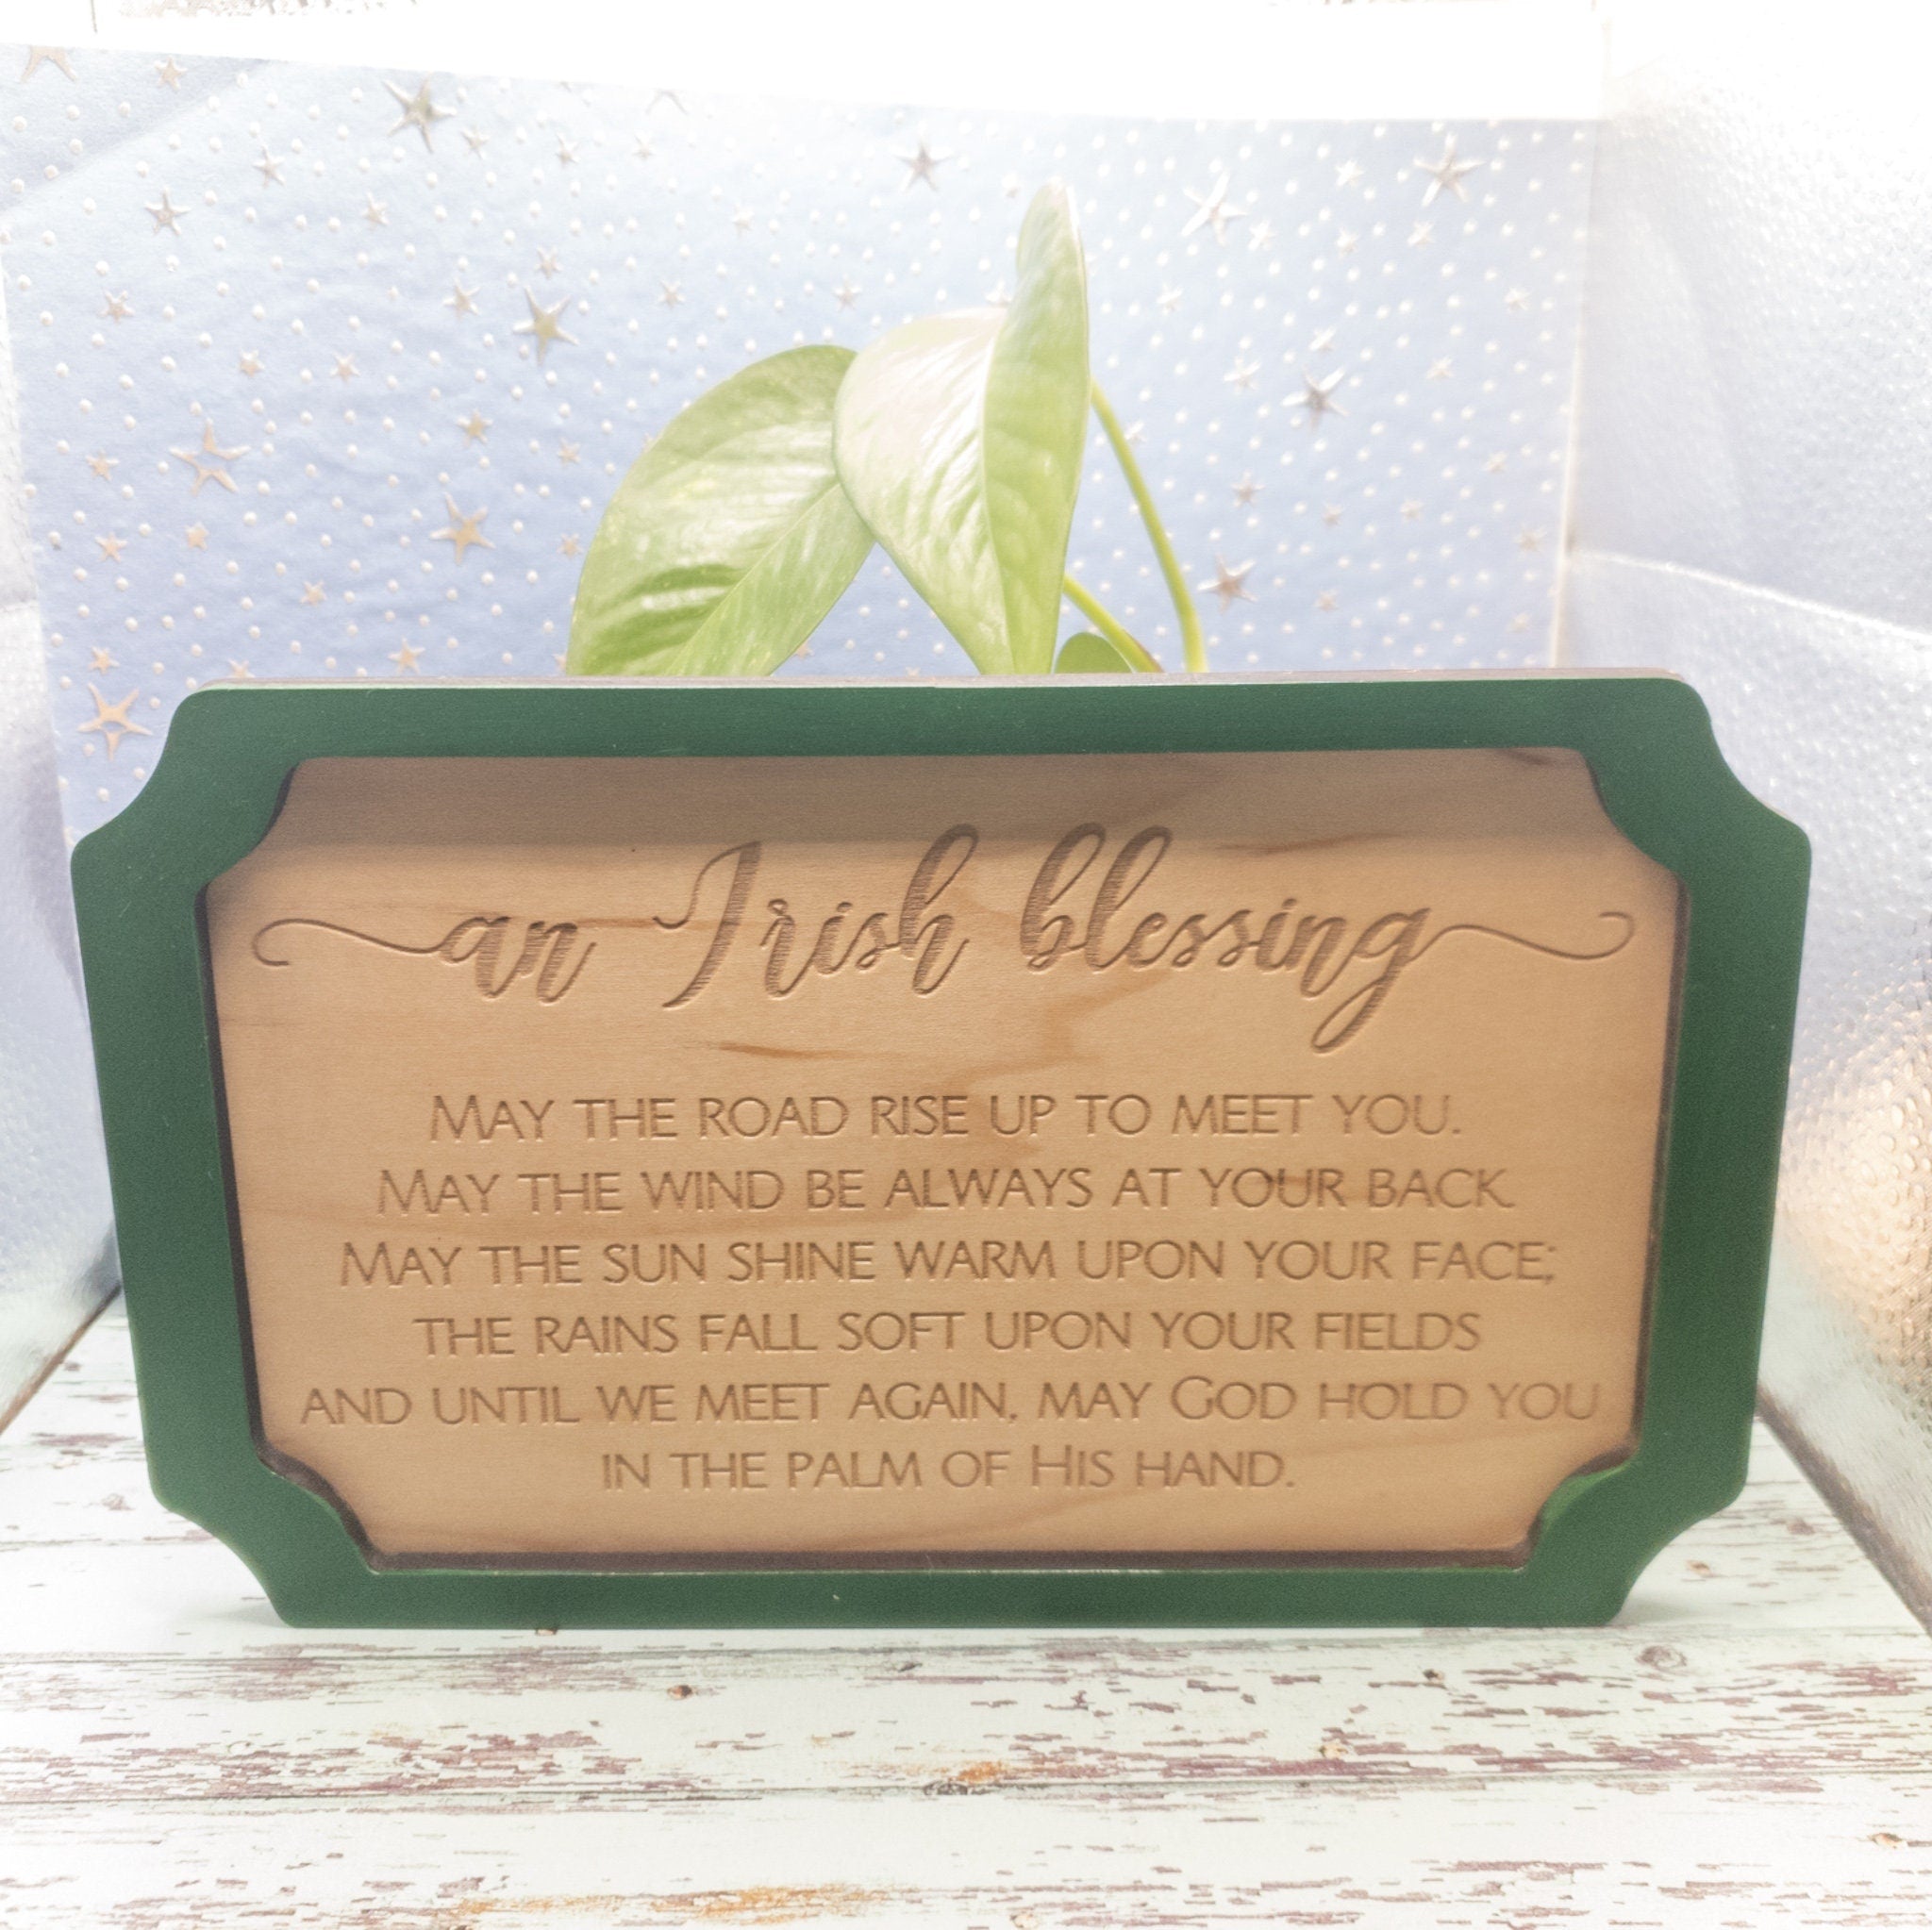 an Irish blessing
May the road rise up to meet you.
May the wind be always at your back.
May the sun shine warm upon your face;
the rains fall soft upon your fields
and until we meet again, may God hold you
in the palm of His hand.